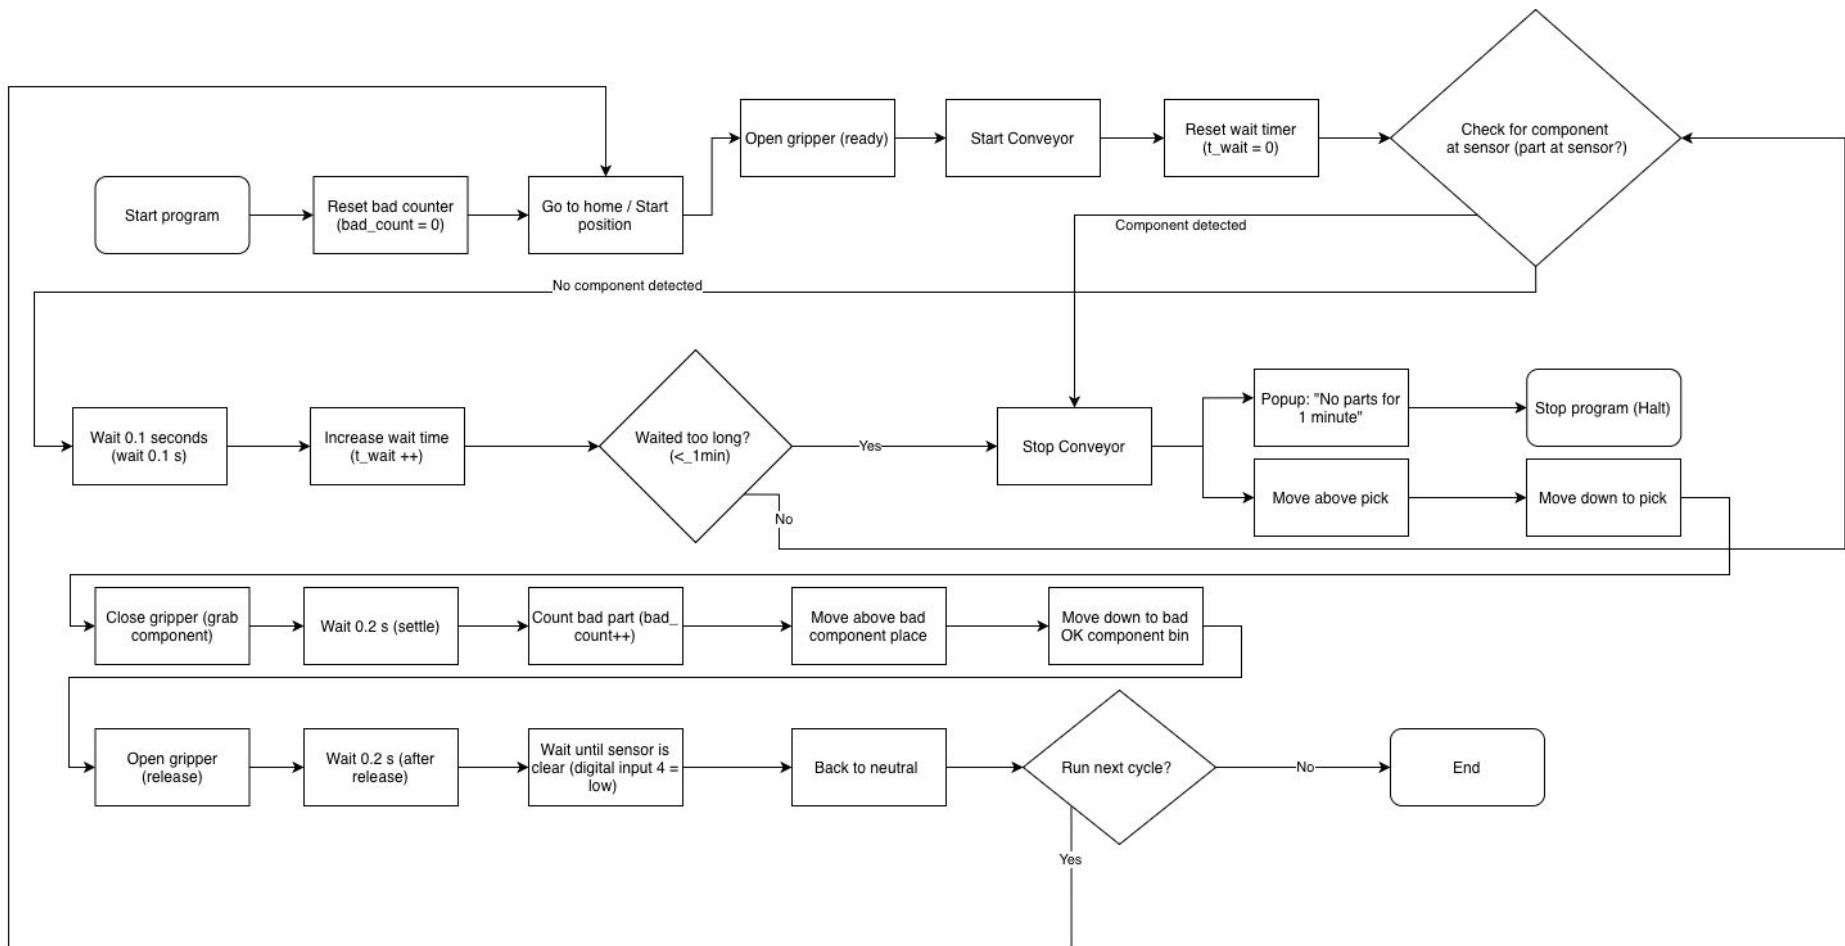 Open gripper (ready)
Start Conveyor
Reset wait timer
(t_wait = 0)
Check for component
at sensor (part at sensor?)
Start program
Reset bad counter
(bad_count = 0)
Go to home / Start
position
Component detected
No component detected
Wait 0.1 seconds
(wait 0.1 s)
Increase wait time
(t_wait ++)
Waited too long?
(<_1min)
Yes
No
Stop Conveyor
Popup: "No parts for
1 minute"
Stop program (Halt)
Move above pick
Move down to pick
Close gripper (grab
component)
Wait 0.2 s (settle)
Count bad part (bad_
count++)
Move above bad
component place
Move down to bad
OK component bin
Open gripper
(release)
Wait 0.2 s (after
release)
Wait until sensor is
clear (digital input 4 =
low)
Back to neutral
Run next cycle?
No
End
Yes